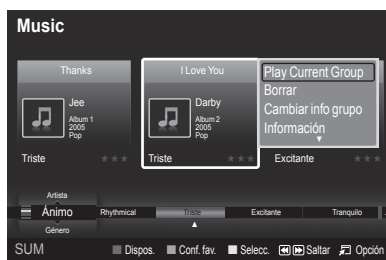 Music
Thanks
I Love You
Play Current Group
Borrar
Cambiar info grupo
Información
Jee
Album 1
2005
Pop
Darby
Album 2
2005
Pop
Triste
Triste
Excitante
Artista
Ánimo
Género
Rhythmical
Triste
Excitante
Tranquilo
SUM
Dispos.
Conf. fav.
Selecc.
Saltar
Opción